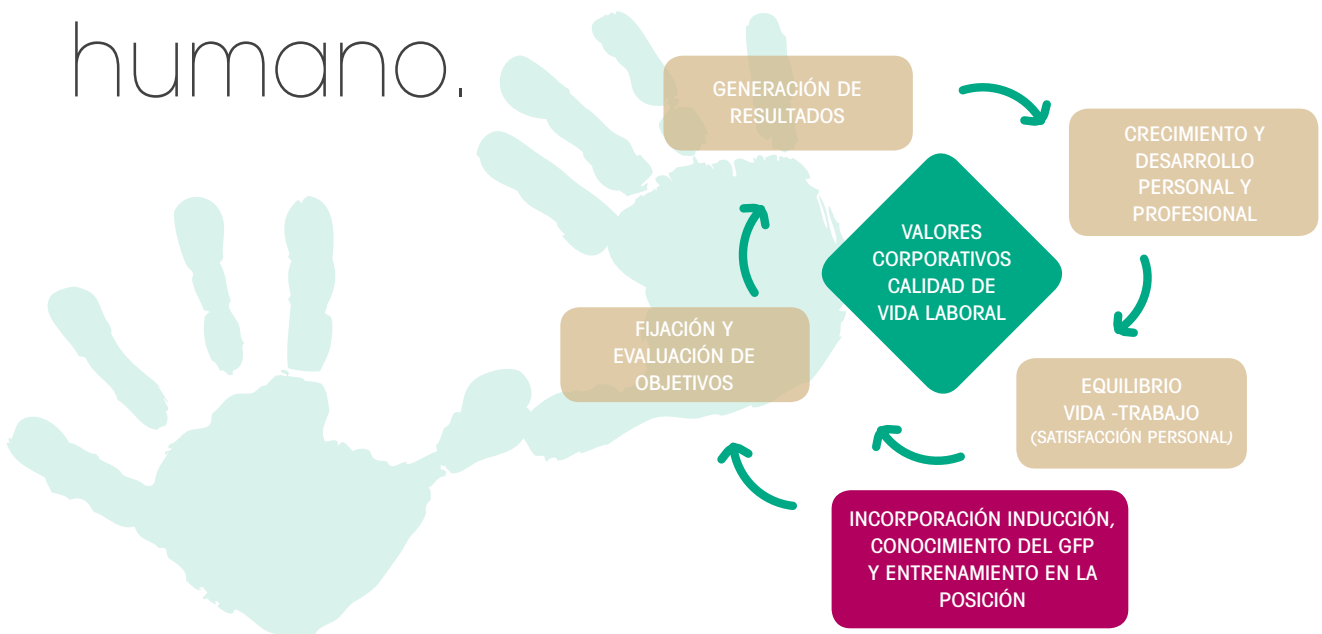 humano.
GENERACIÓN DE
RESULTADOS
CRECIMIENTO Y
DESARROLLO
PERSONAL Y
PROFESIONAL
VALORES
CORPORATIVOS
CALIDAD DE
VIDA LABORAL
FIJACIÓN Y
EVALUACIÓN DE
OBJETIVOS
EQUILIBRIO
VIDA -TRABAJO
(SATISFACCIÓN PERSONAL)
INCORPORACIÓN INDUCCIÓN,
CONOCIMIENTO DEL GFP
Y ENTRENAMIENTO EN LA
POSICIÓN